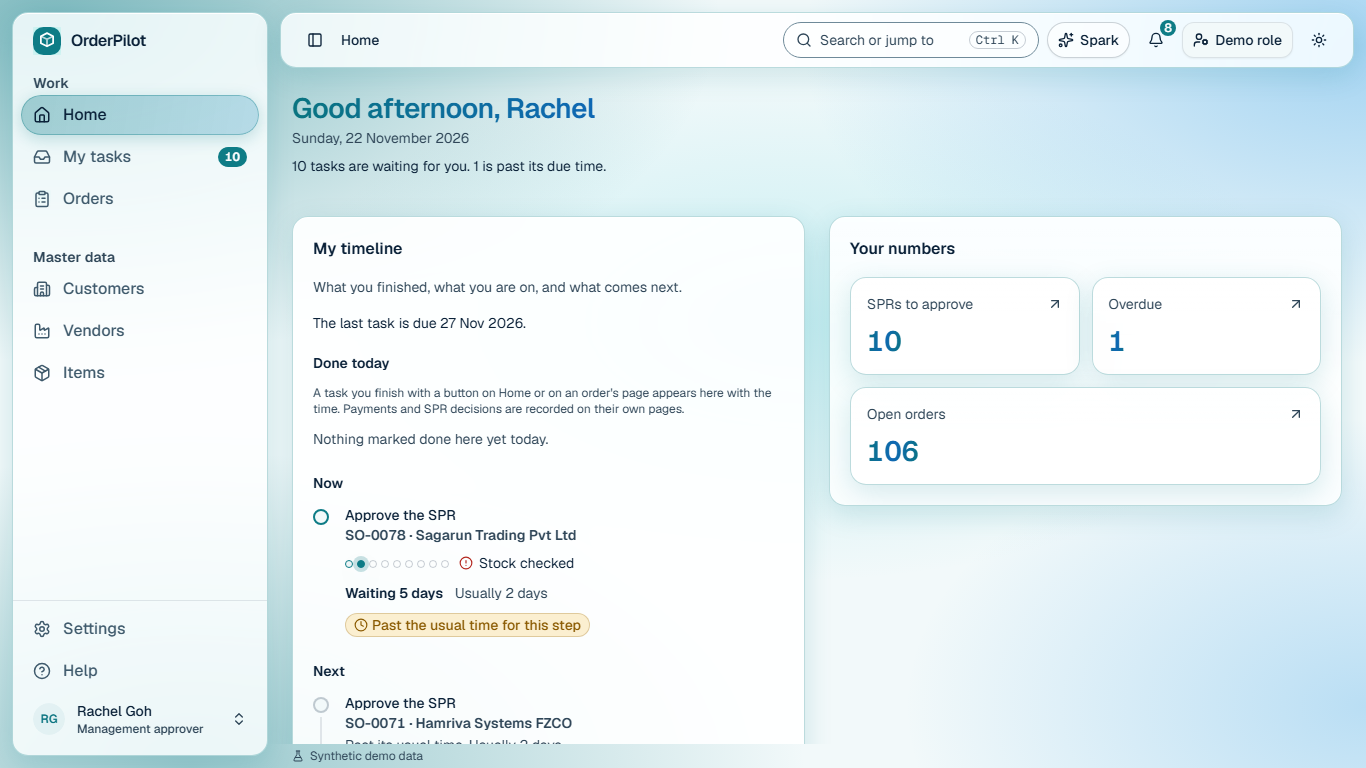 OrderPilot
Work
Home
My tasks 10
Orders
Master data
Customers
Vendors
Items
Settings
Help
RG
Rachel Goh
Management approver
Home
Search or jump to Ctrl K
Spark
8
Demo role
Good afternoon, Rachel
Sunday, 22 November 2026
10 tasks are waiting for you. 1 is past its due time.
My timeline
What you finished, what you are on, and what comes next.
The last task is due 27 Nov 2026.
Done today
A task you finish with a button on Home or on an order's page appears here with the
time. Payments and SPR decisions are recorded on their own pages.
Nothing marked done here yet today.
Now
Approve the SPR
SO-0078 · Sagarun Trading Pvt Ltd
Stock checked
Waiting 5 days Usually 2 days
Past the usual time for this step
Next
Approve the SPR
SO-0071 · Hamriva Systems FZCO
Past its usual time. Usually 2 days
Your numbers
SPRs to approve
10
Overdue
1
Open orders
106
Synthetic demo data